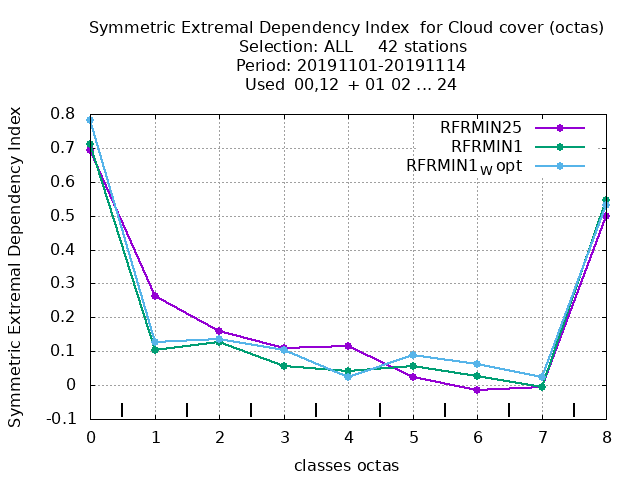 Symmetric Extremal Dependency Index  for Cloud cover (octas)
Selection: ALL     42 stations
Period: 20191101-20191114
Used  00,12  + 01 02 ... 24
Symmetric Extremal Dependency Index
0.8
0.7
0.6
0.5
0.4
0.3
0.2
0.1
0
-0.1
RFRMIN25
RFRMIN1
RFRMIN1W opt
0 1 2 3 4 5 6 7 8
classes octas